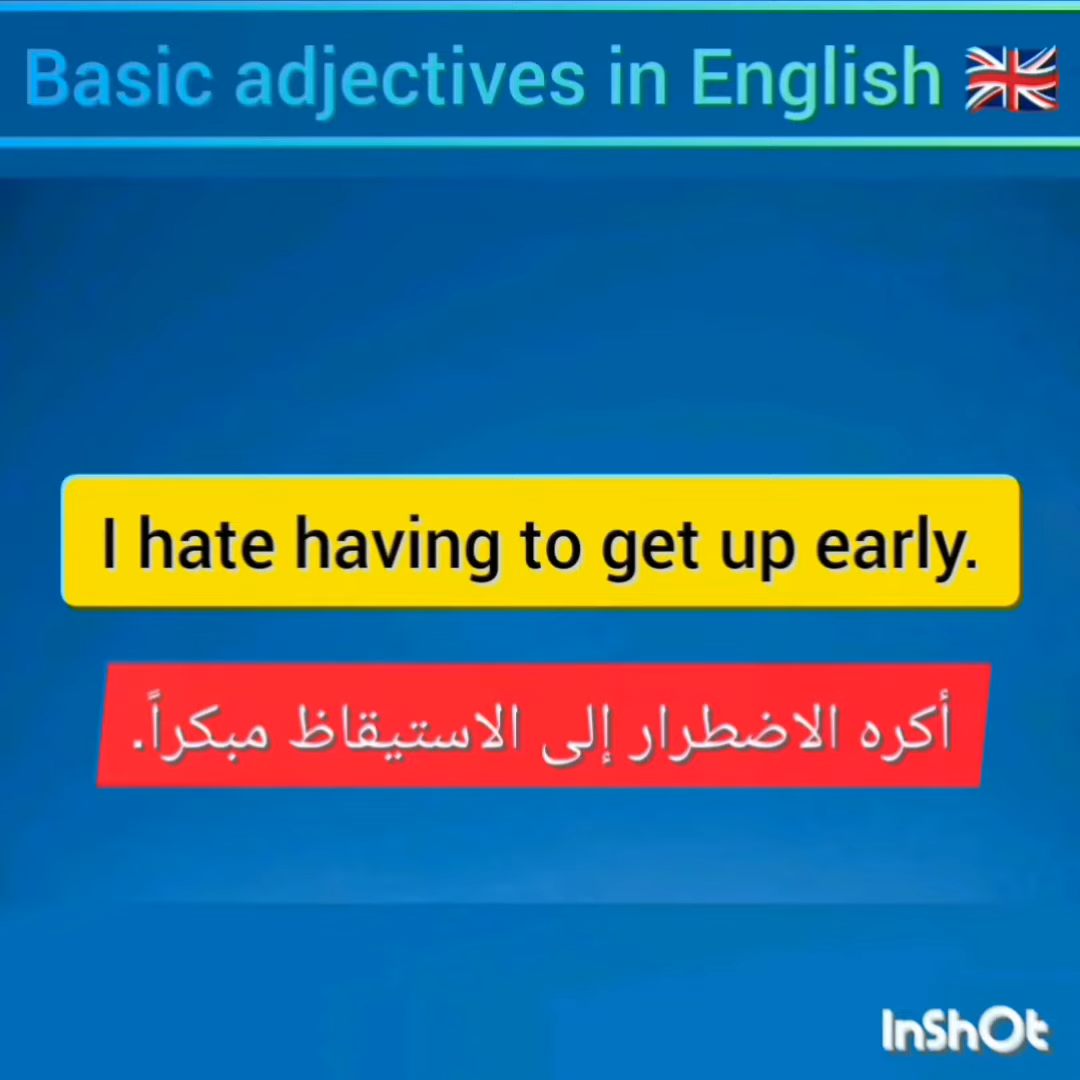 Basic adjectives in English
I hate having to get up early.
أكره الاضطرار إلى الاستيقاظ مبكراً.
InShOt